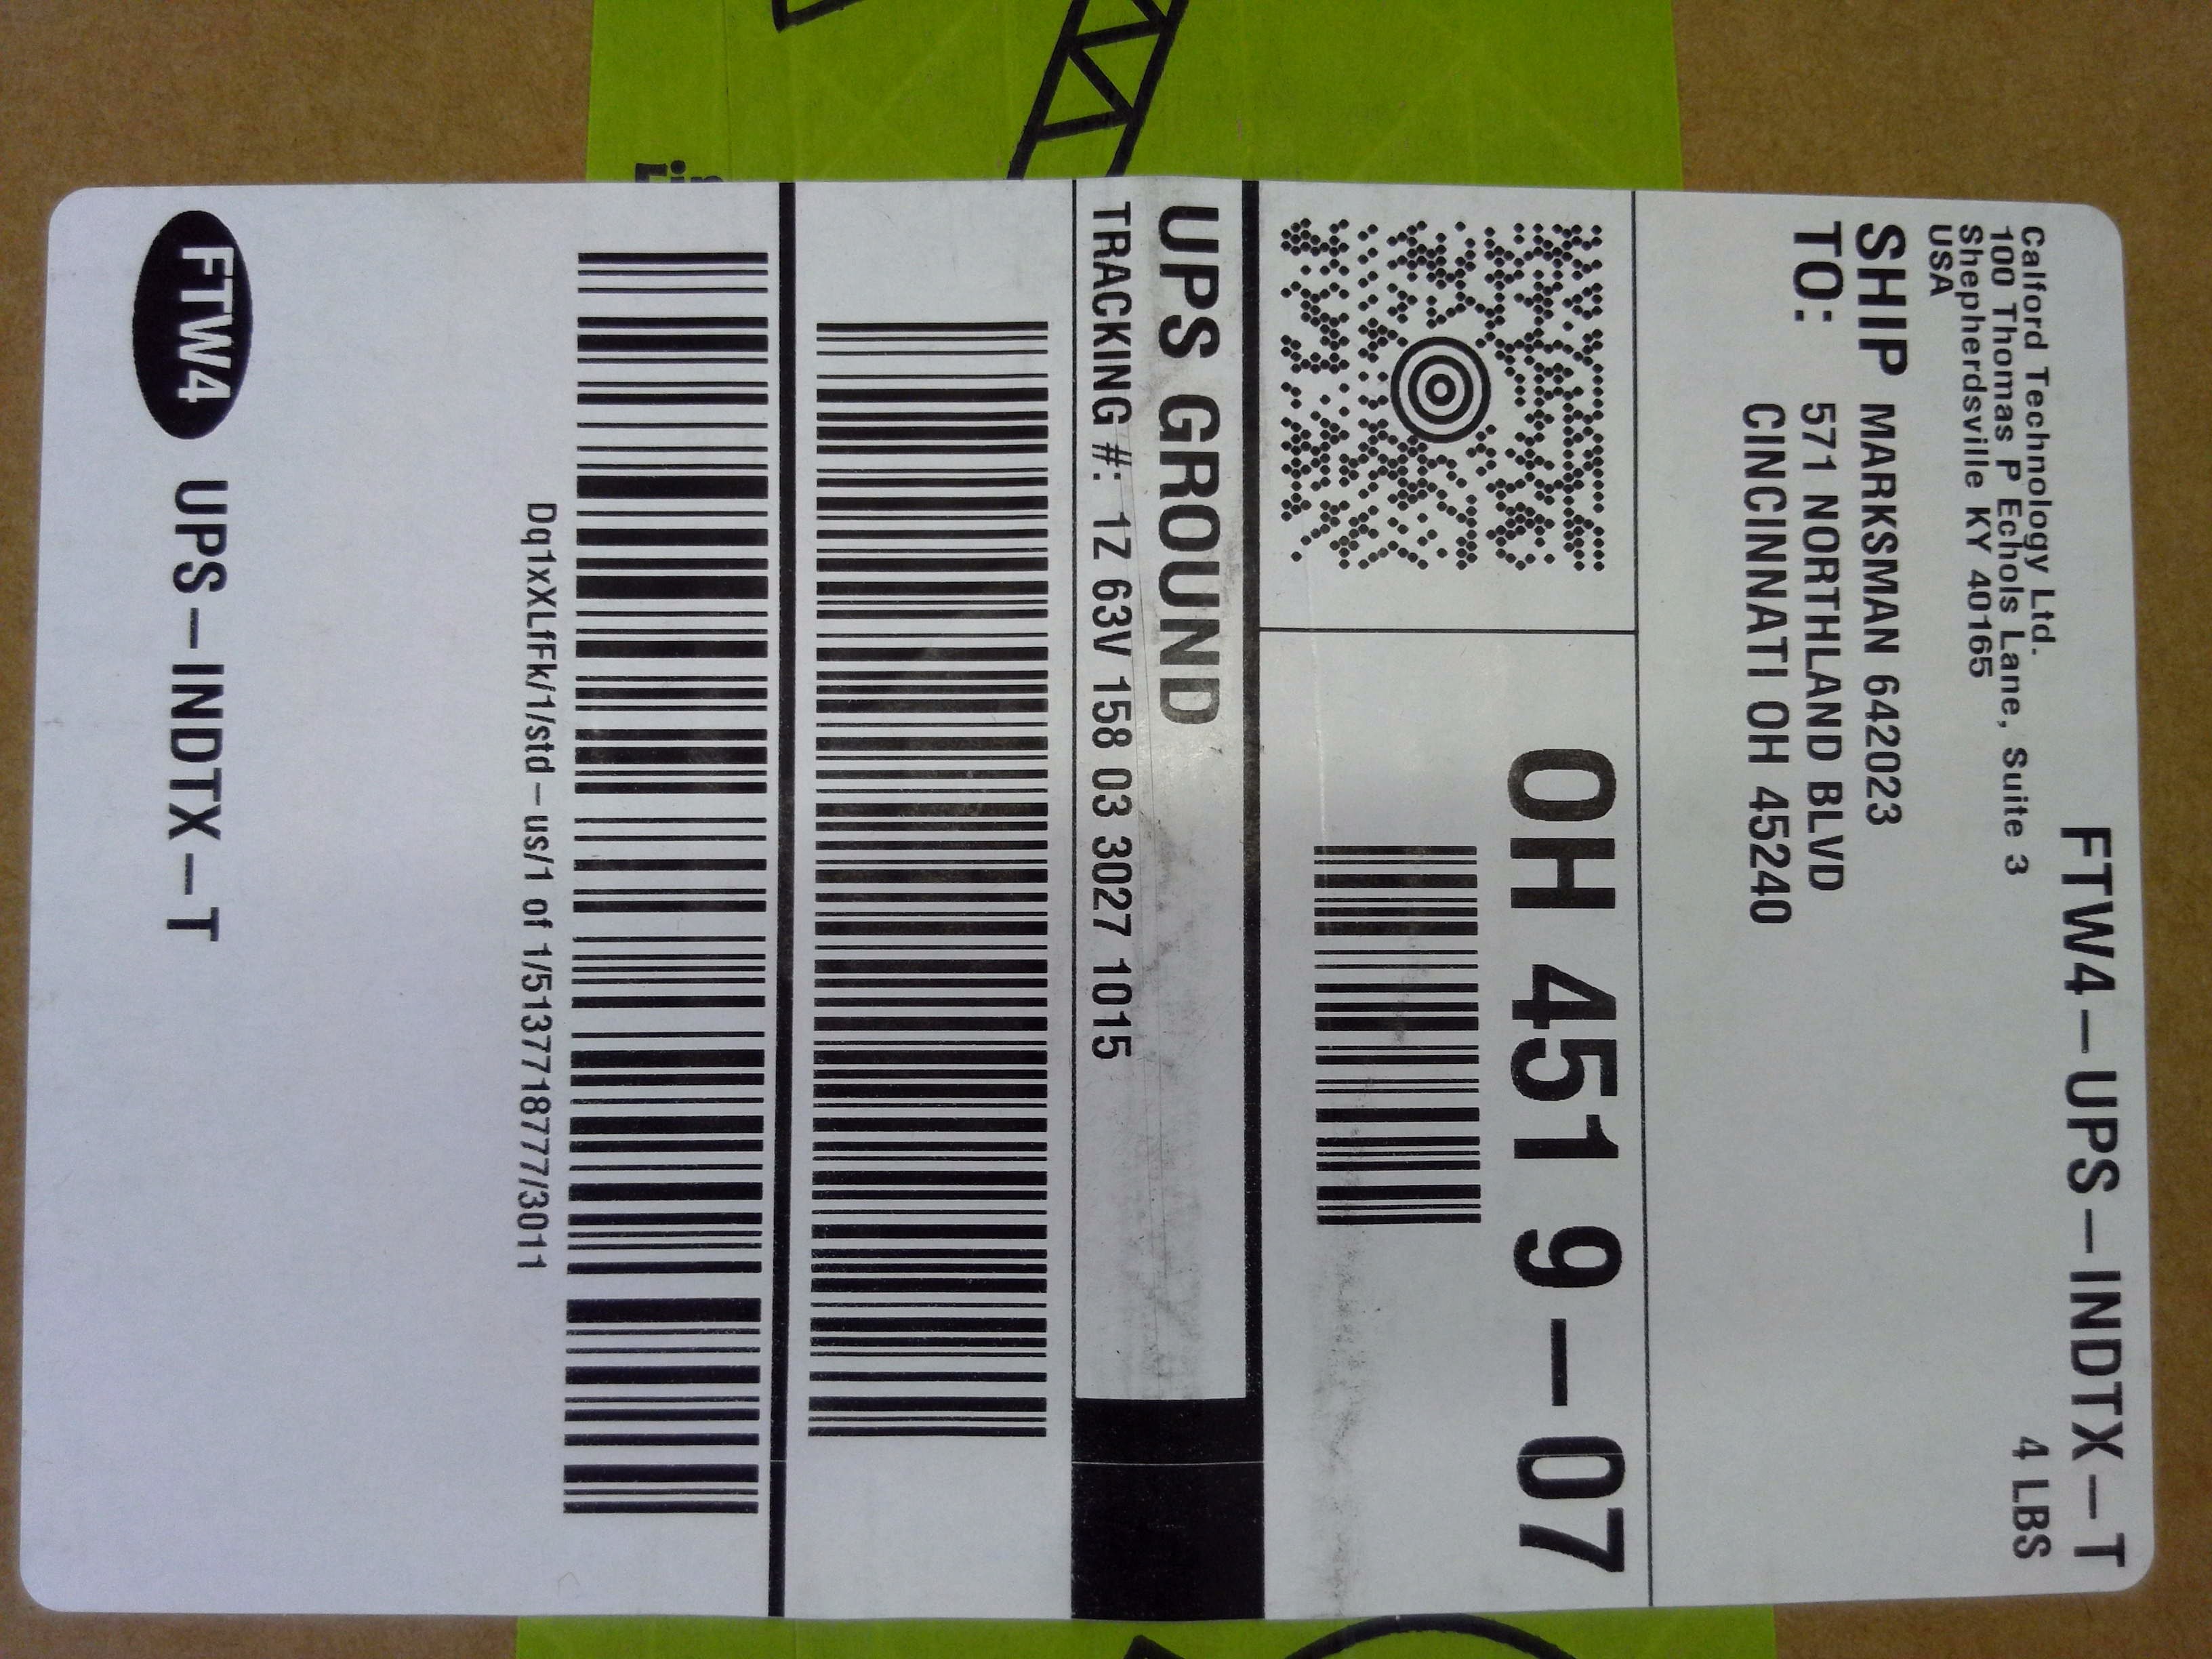 FTW4-UPS-INDTX-T
Calford Technology Ltd.
4 LBS
100 Thomas P Echols Lane, Suite 3
Shepherdsville KY 40165
USA
SHIP MARKSMAN 642023
TO: 571 NORTHLAND BLVD
CINCINNATI OH 45240
OH 451 9-07
UPS GROUND
TRACKING #: 1Z 63V 158 03 3027 1015
Dq1xXLfFk/1/std-us/1 of 1/513771877777/3011
FTW4 UPS-INDTX-T